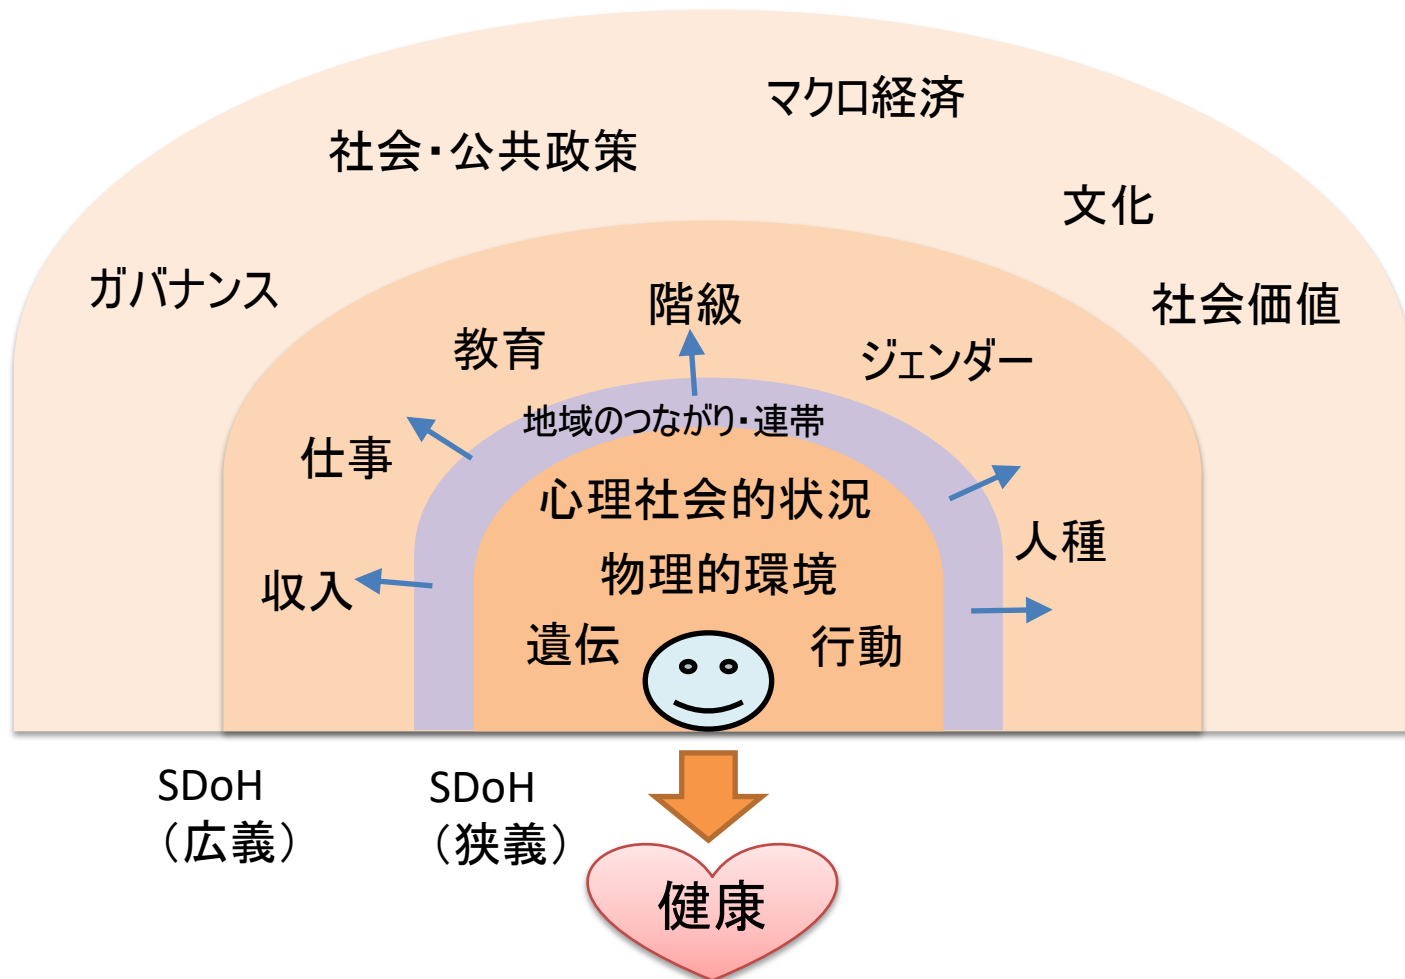 マクロ経済
社会・公共政策
文化
ガバナンス
社会価値
階級
教育
ジェンダー
地域のつながり・連帯
仕事
心理社会的状況
人種
物理的環境
収入
遺伝
行動
SDoH
（広義）
SDoH
（狭義）
健康